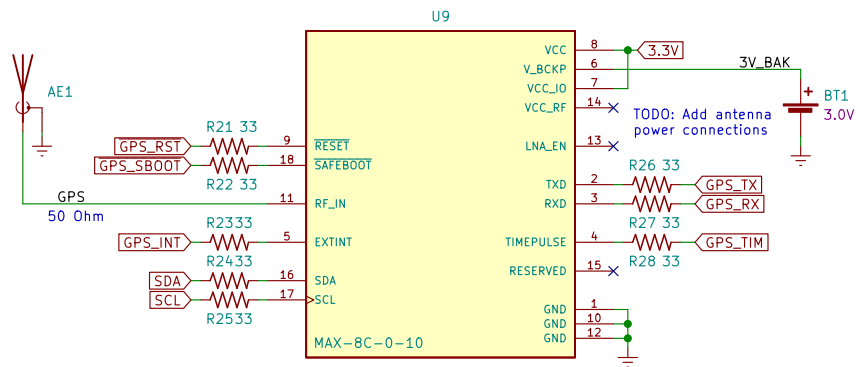 U9
AE1
GPS
50 Ohm
GPS_RST
R21 33
9
RESET
GPS_SBOOT
R22 33
18
SAFEBOOT
11
RF_IN
GPS_INT
R2333
5
EXTINT
SDA
R2433
16
SDA
SCL
R2533
17
SCL
MAX-8C-0-10
VCC
8
3.3V
V_BCKP
6
3V_BAK
VCC_IO
7
VCC_RF
14
TODO: Add antenna
power connections
BT1
3.0V
LNA_EN
13
TXD
2
R26 33
GPS_TX
RXD
3
R27 33
GPS_RX
TIMEPULSE
4
R28 33
GPS_TIM
RESERVED
15
GND
1
GND
10
GND
12